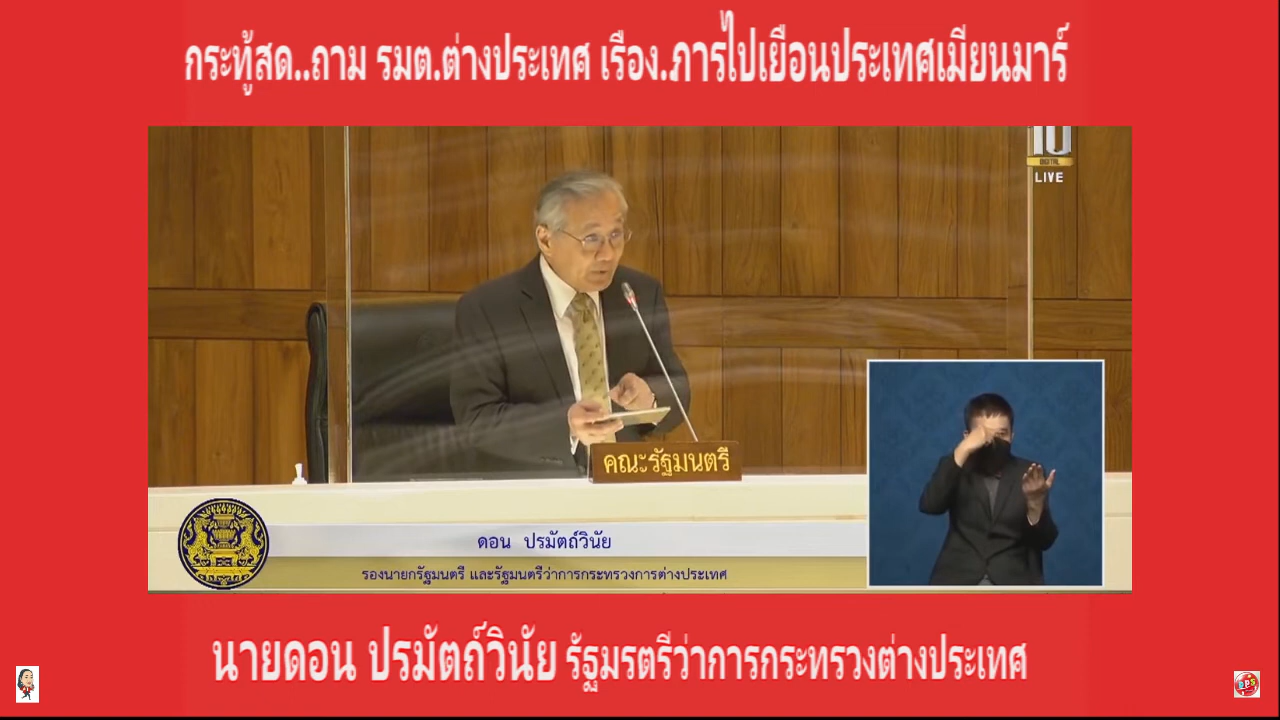 กระทู้สด..ถาม รมต.ต่างประเทศ เรื่อง.ภารไปเยือนประเทศเมียนมาร์
10
DIGITAL
LIVE
คณะรัฐมนตรี
ดอน ปรมัตถ์วินัย
รองนายกรัฐมนตรี และรัฐมนตรีว่าการกระทรวงการต่างประเทศ
นายดอน ปรมัตถ์วินัย รัฐมรตรีว่าการกระทรวงต่างประเทศ
PPS